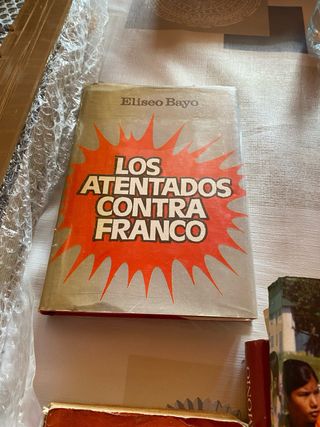 Eliseo Bayo
LOS
ATENTADOS
CONTRA
FRANCO